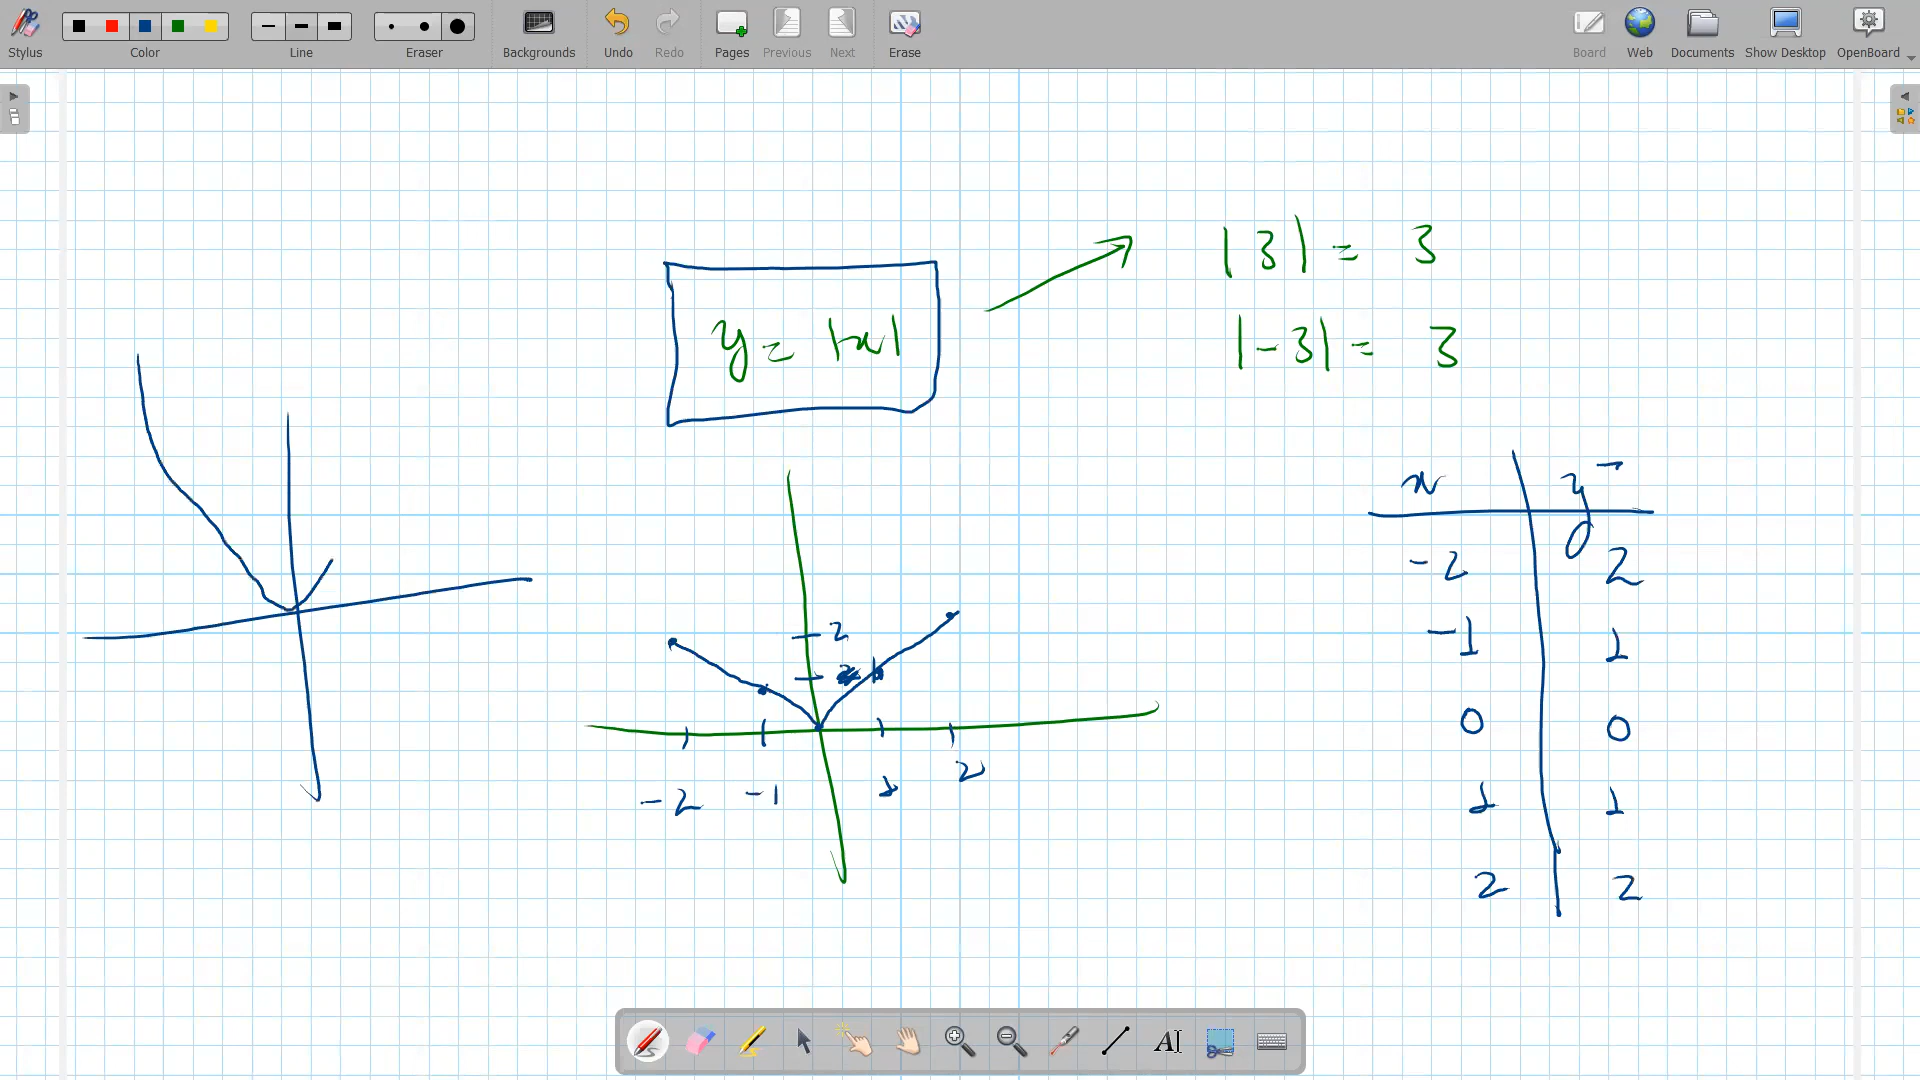 Stylus Color Line Eraser Backgrounds Undo Redo Pages Previous Next Erase Board Web Documents Show Desktop OpenBoard
|3| = 3
y = |x|
|-3| = 3
x y
-2 2
-1 1
0 0
1 1
2 2
2
1
-2 -1 1 2